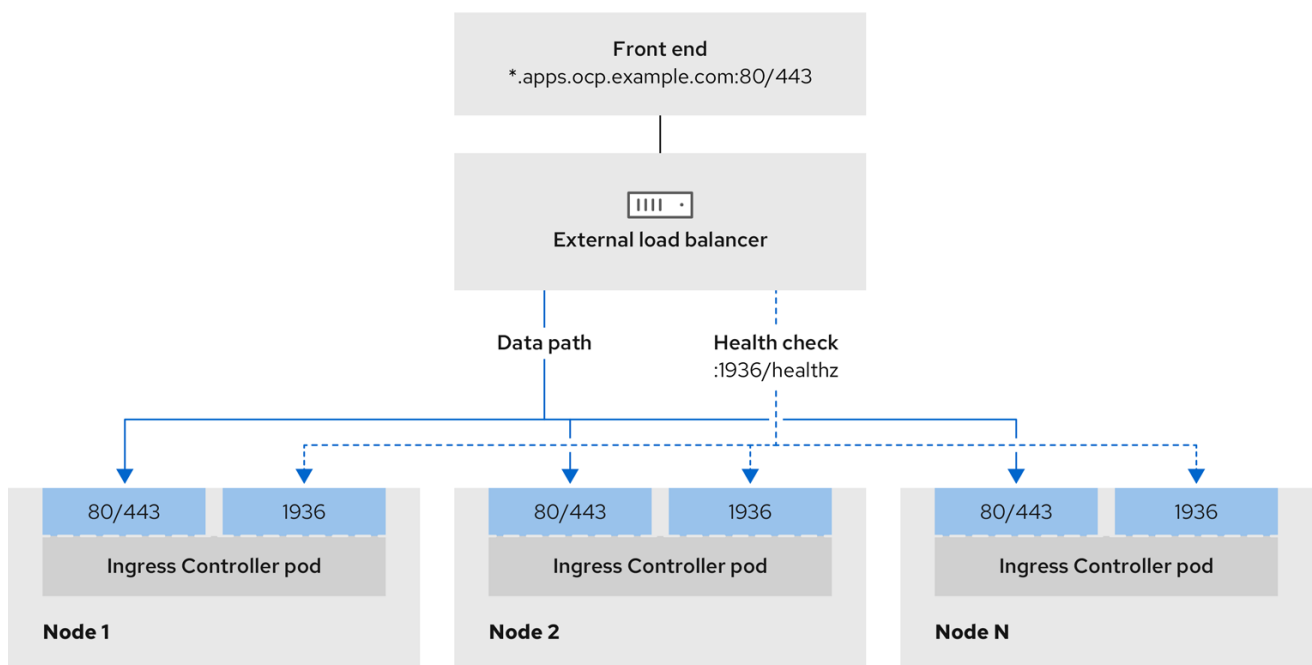 Front end
*.apps.ocp.example.com:80/443
External load balancer
Data path
Health check
:1936/healthz
80/443
1936
Ingress Controller pod
Node 1
80/443
1936
Ingress Controller pod
Node 2
80/443
1936
Ingress Controller pod
Node N